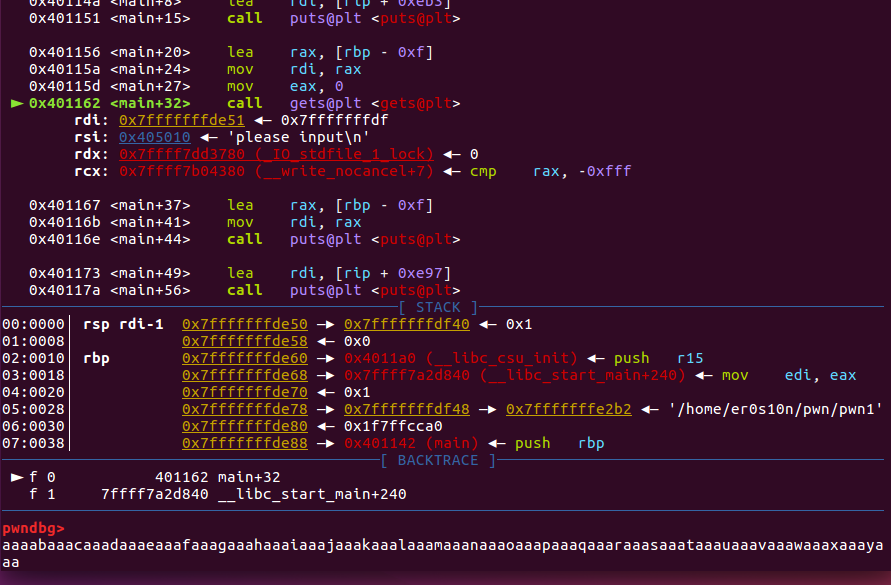 0x40114a <main+8> lea rdi, [rip + 0xeb3]
0x401151 <main+15> call puts@plt <puts@plt>
0x401156 <main+20> lea rax, [rbp - 0xf]
0x40115a <main+24> mov rdi, rax
0x40115d <main+27> mov eax, 0
► 0x401162 <main+32> call gets@plt <gets@plt>
rdi: 0x7fffffffde51 ◄— 0x7fffffffdf
rsi: 0x405010 ◄— 'please input\n'
rdx: 0x7ffff7dd3780 (_IO_stdfile_1_lock) ◄— 0
rcx: 0x7ffff7b04380 (__write_nocancel+7) ◄— cmp rax, -0xfff
0x401167 <main+37> lea rax, [rbp - 0xf]
0x40116b <main+41> mov rdi, rax
0x40116e <main+44> call puts@plt <puts@plt>
0x401173 <main+49> lea rdi, [rip + 0xe97]
0x40117a <main+56> call puts@plt <puts@plt>
[ STACK ]
00:0000│ rsp rdi-1 0x7fffffffde50 —► 0x7fffffffdf40 ◄— 0x1
01:0008│ 0x7fffffffde58 ◄— 0x0
02:0010│ rbp 0x7fffffffde60 —► 0x4011a0 (__libc_csu_init) ◄— push r15
03:0018│ 0x7fffffffde68 —► 0x7ffff7a2d840 (__libc_start_main+240) ◄— mov edi, eax
04:0020│ 0x7fffffffde70 ◄— 0x1
05:0028│ 0x7fffffffde78 —► 0x7fffffffdf48 —► 0x7fffffffe2b2 ◄— '/home/er0s10n/pwn/pwn1'
06:0030│ 0x7fffffffde80 ◄— 0x1f7ffcca0
07:0038│ 0x7fffffffde88 —► 0x401142 (main) ◄— push rbp
[ BACKTRACE ]
► f 0 401162 main+32
f 1 7ffff7a2d840 __libc_start_main+240
pwndbg>
aaaabaaacaaadaaaeaaafaaagaaahaaaiaaajaaakaaalaaamaaanaaaoaaapaaaqaaaraaasaaataaauaaavaaawaaaxaaaya
aa